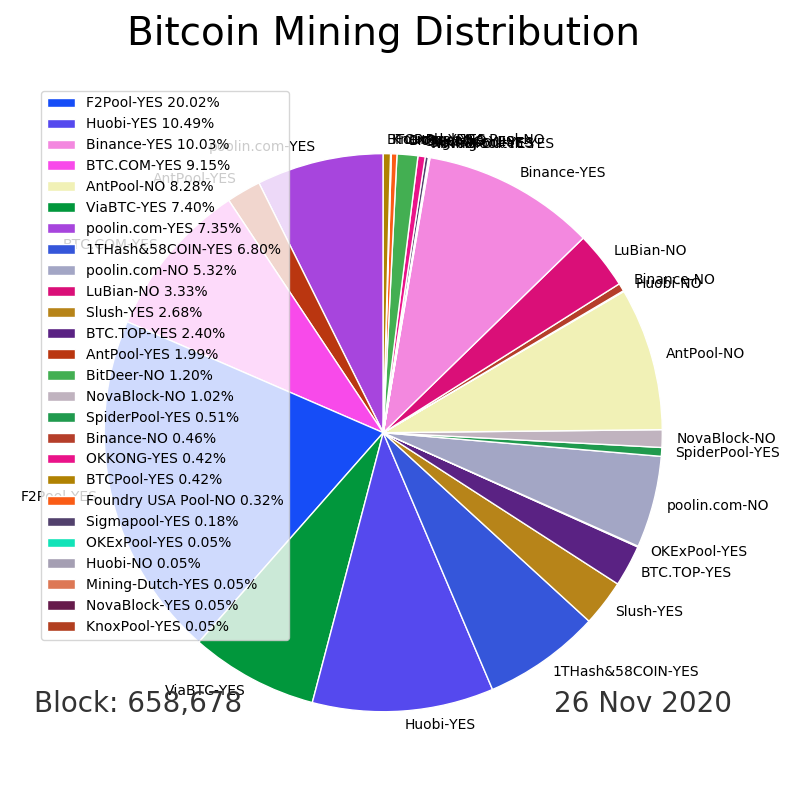 Bitcoin Mining Distribution
F2Pool-YES 20.02%
Huobi-YES 10.49%
Binance-YES 10.03%
BTC.COM-YES 9.15%
AntPool-NO 8.28%
ViaBTC-YES 7.40%
poolin.com-YES 7.35%
1THash&58COIN-YES 6.80%
poolin.com-NO 5.32%
LuBian-NO 3.33%
Slush-YES 2.68%
BTC.TOP-YES 2.40%
AntPool-YES 1.99%
BitDeer-NO 1.20%
NovaBlock-NO 1.02%
SpiderPool-YES 0.51%
Binance-NO 0.46%
OKKONG-YES 0.42%
BTCPool-YES 0.42%
Foundry USA Pool-NO 0.32%
Sigmapool-YES 0.18%
OKExPool-YES 0.05%
Huobi-NO 0.05%
Mining-Dutch-YES 0.05%
NovaBlock-YES 0.05%
KnoxPool-YES 0.05%
poolin.com-YES
AntPool-YES
BTC.COM-YES
F2Pool-YES
ViaBTC-YES
Huobi-YES
1THash&58COIN-YES
Slush-YES
BTC.TOP-YES
OKExPool-YES
poolin.com-NO
SpiderPool-YES
NovaBlock-NO
AntPool-NO
Huobi-NO
Binance-NO
LuBian-NO
Binance-YES
Block: 658,678
26 Nov 2020